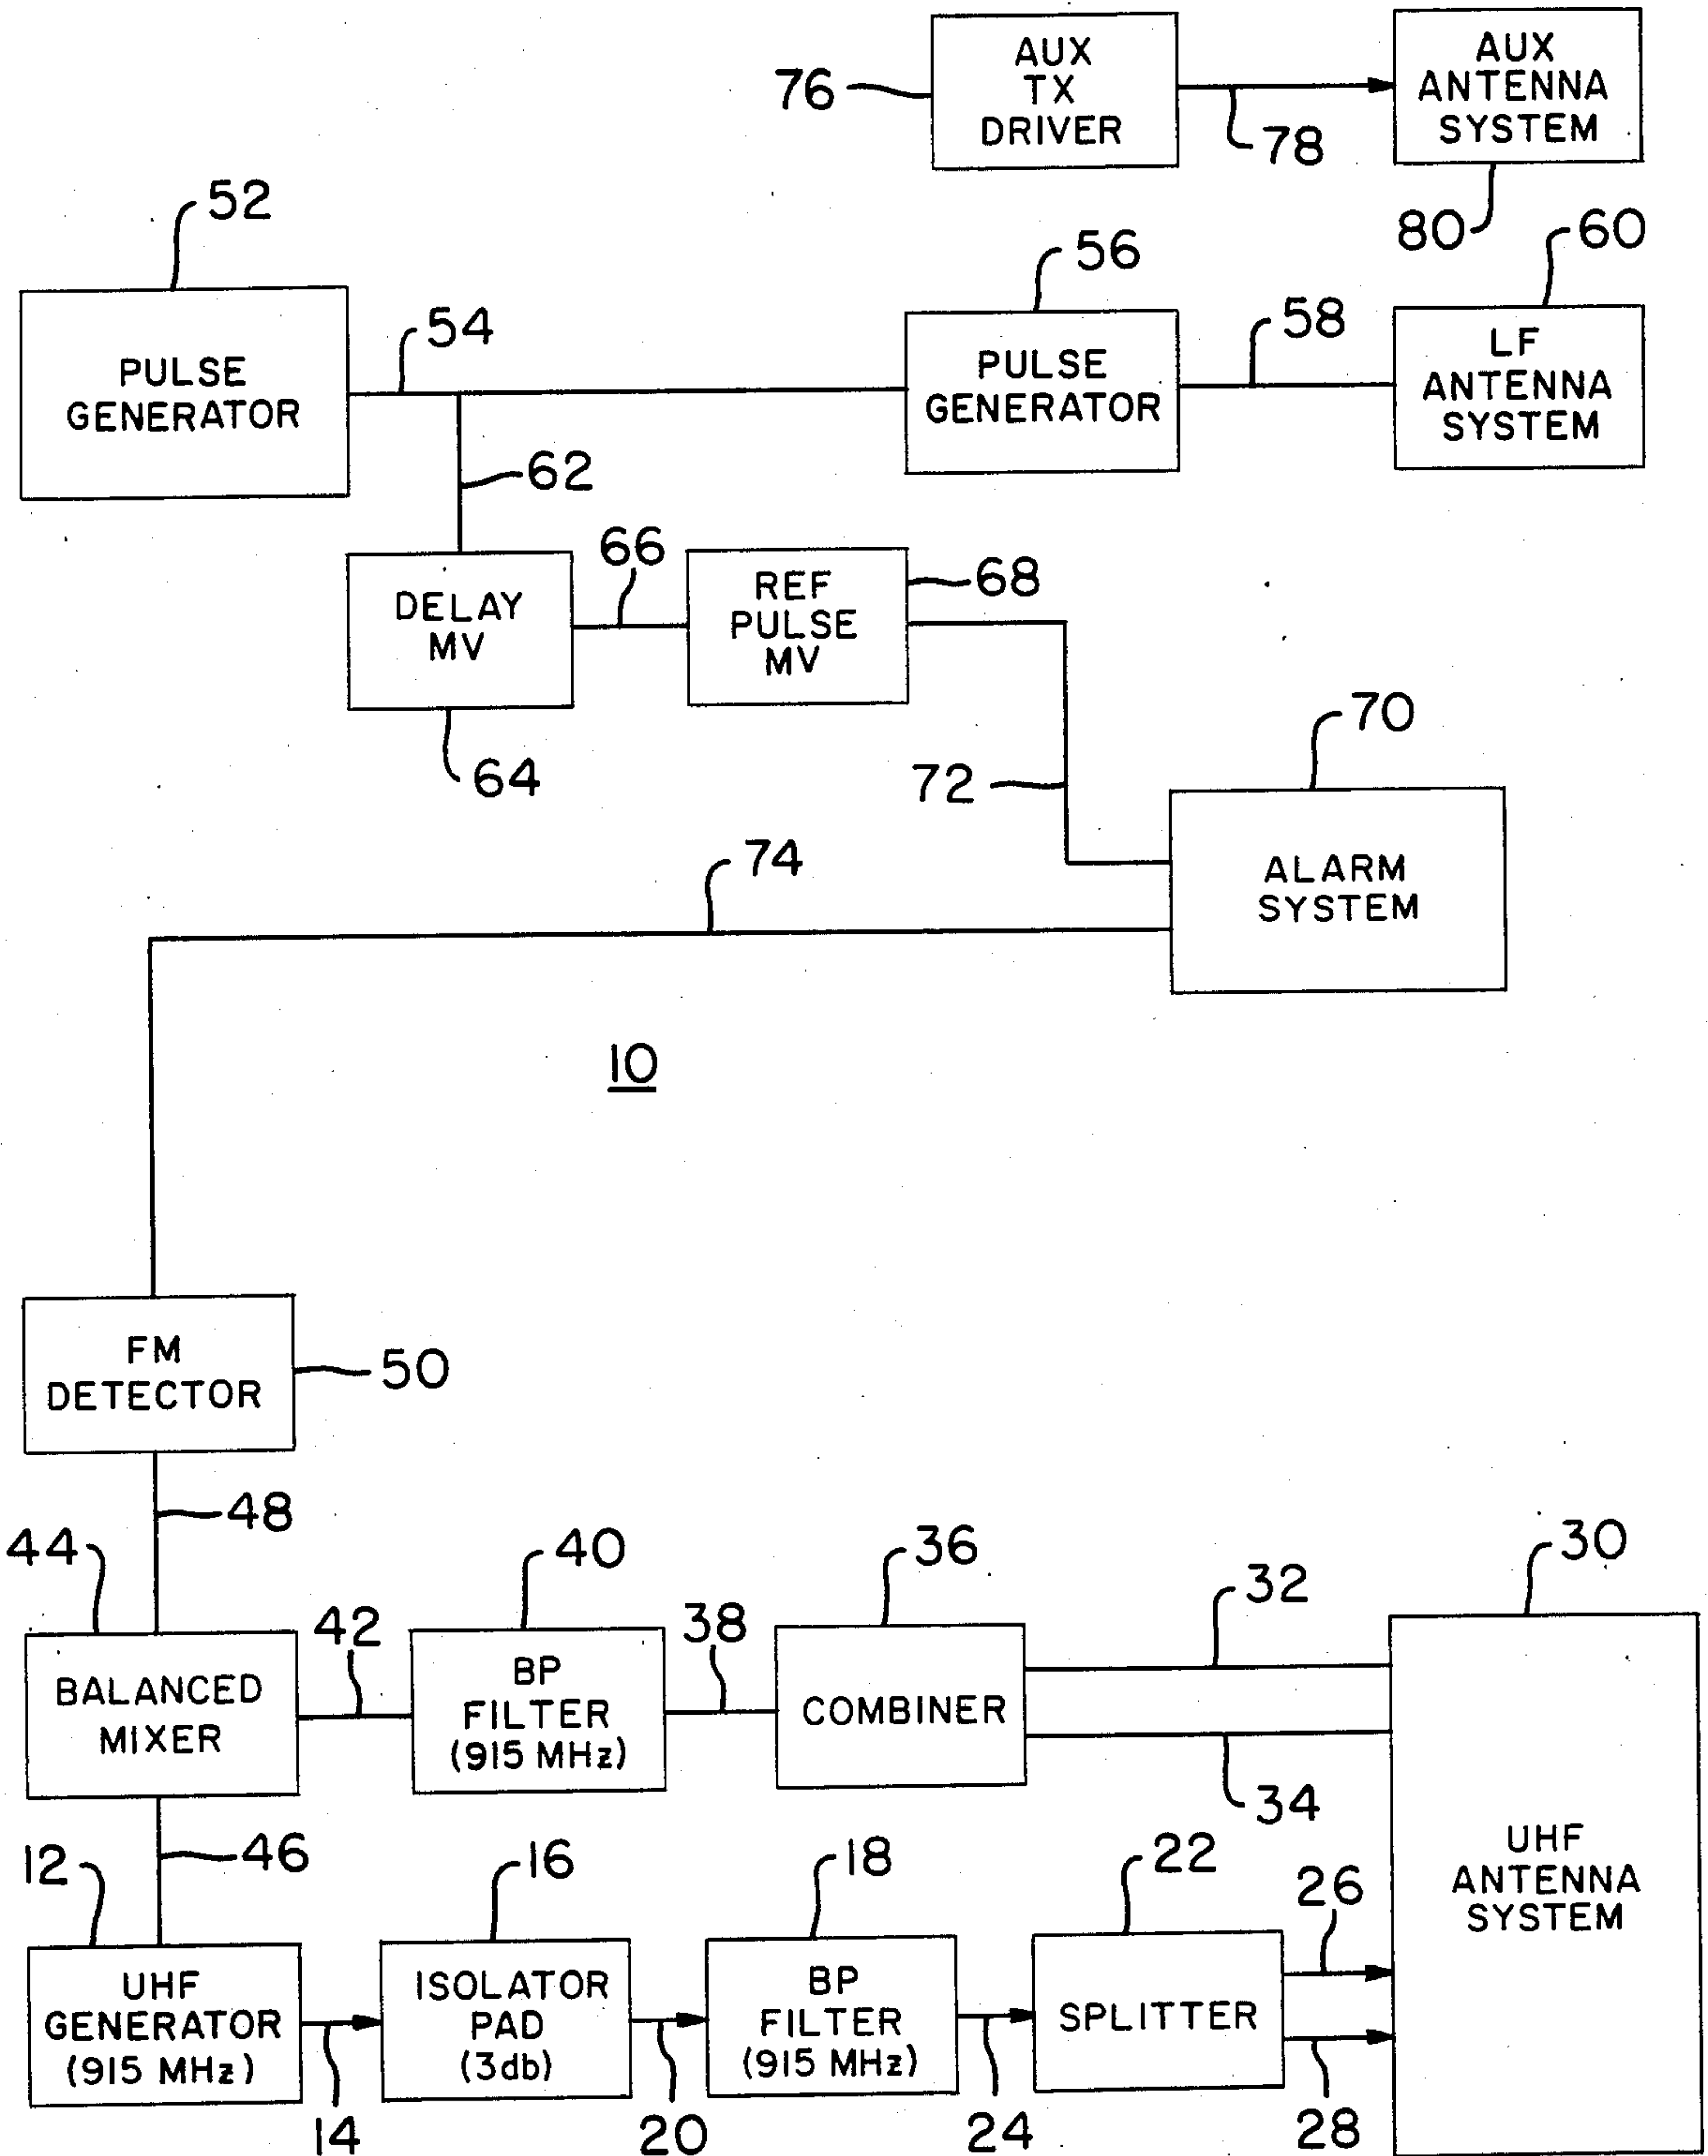 76
AUX
TX
DRIVER
78
AUX
ANTENNA
SYSTEM
80
52
PULSE
GENERATOR
54
56
PULSE
GENERATOR
58
60
LF
ANTENNA
SYSTEM
62
DELAY
MV
64
66
REF
PULSE
MV
68
72
70
ALARM
SYSTEM
74
10
FM
DETECTOR
50
48
44
BALANCED
MIXER
42
40
BP
FILTER
(915 MHz)
38
36
COMBINER
32
34
30
UHF
ANTENNA
SYSTEM
46
12
UHF
GENERATOR
(915 MHz)
14
16
ISOLATOR
PAD
(3db)
20
18
BP
FILTER
(915 MHz)
24
22
SPLITTER
26
28